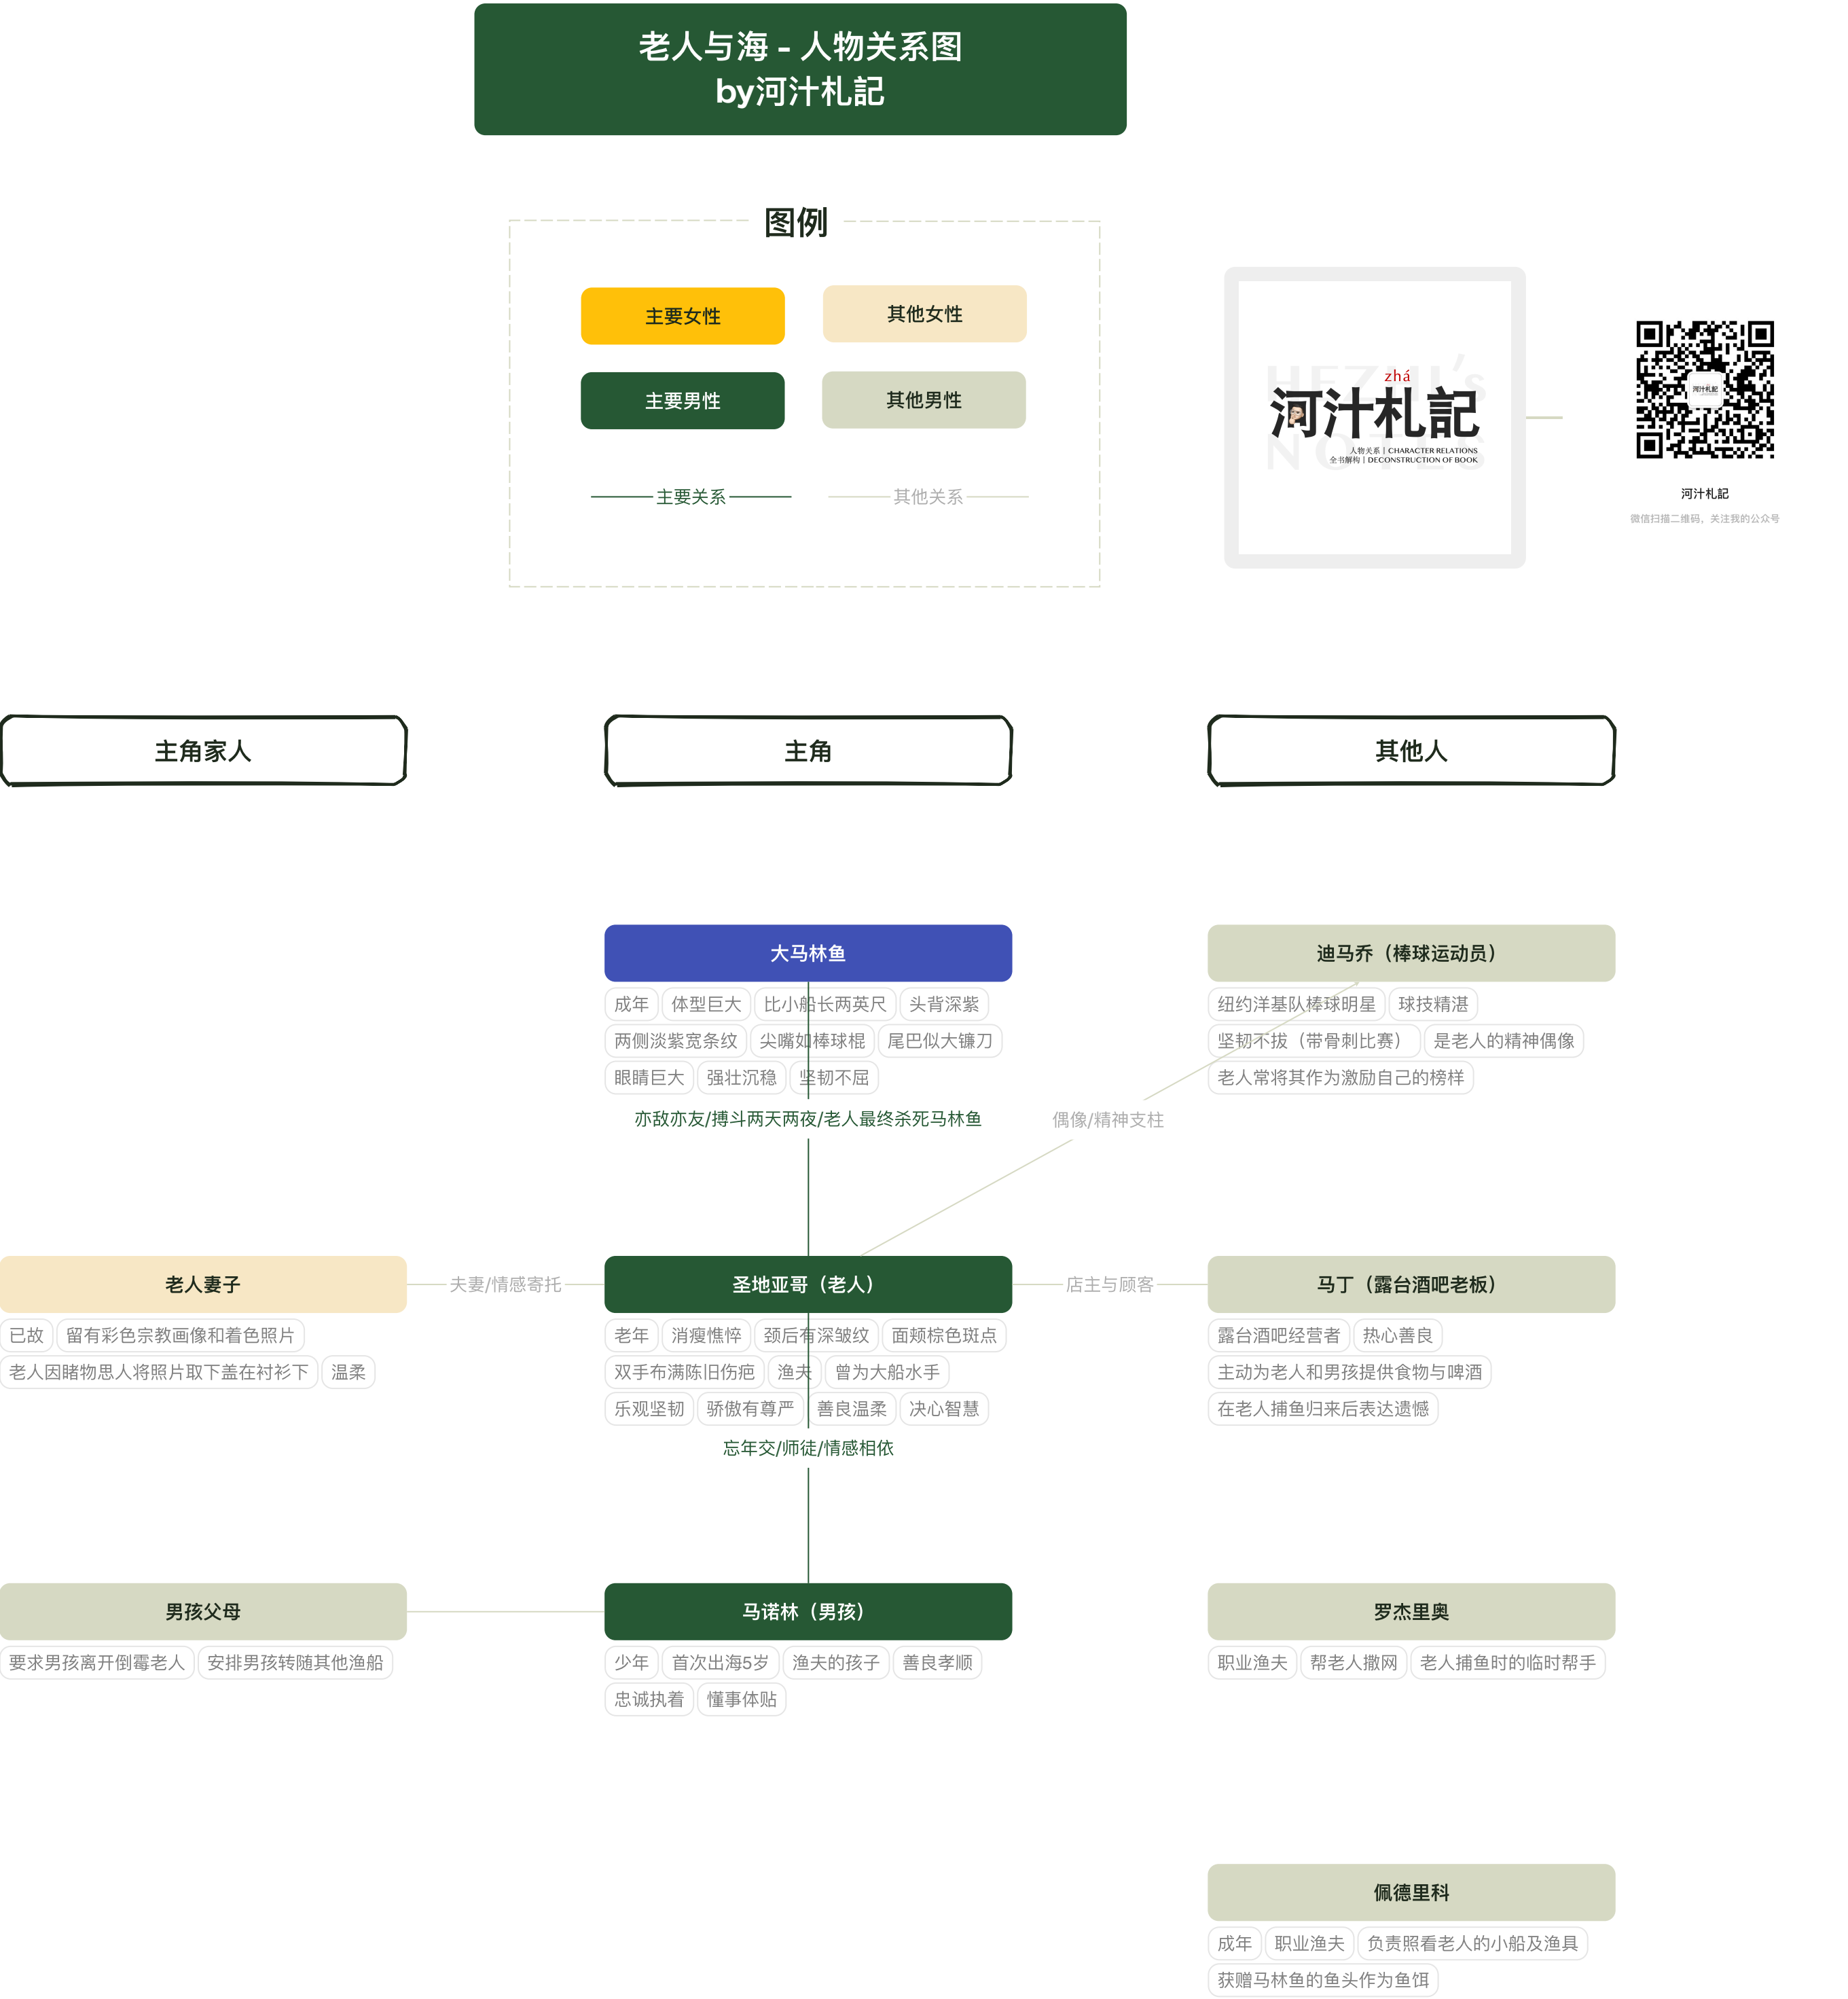 老人与海 - 人物关系图
by河汁札記
图例
主要女性
其他女性
主要男性
其他男性
主要关系
其他关系
HEZHI's
NOTES
zhá
河汁札記
人物关系 | CHARACTER RELATIONS
全书解构 | DECONSTRUCTION OF BOOK
河汁札記
河汁札記
微信扫描二维码，关注我的公众号
主角家人
主角
其他人
大马林鱼
成年 体型巨大 比小船长两英尺 头背深紫
两侧淡紫宽条纹 尖嘴如棒球棍 尾巴似大镰刀
眼睛巨大 强壮沉稳 坚韧不屈
迪马乔（棒球运动员）
纽约洋基队棒球明星 球技精湛
坚韧不拔（带骨刺比赛） 是老人的精神偶像
老人常将其作为激励自己的榜样
亦敌亦友/搏斗两天两夜/老人最终杀死马林鱼
偶像/精神支柱
老人妻子
夫妻/情感寄托
圣地亚哥（老人）
店主与顾客
马丁（露台酒吧老板）
已故 留有彩色宗教画像和着色照片
老人因睹物思人将照片取下盖在衬衫下 温柔
老年 消瘦憔悴 颈后有深皱纹 面颊棕色斑点
双手布满陈旧伤疤 渔夫 曾为大船水手
乐观坚韧 骄傲有尊严 善良温柔 决心智慧
露台酒吧经营者 热心善良
主动为老人和男孩提供食物与啤酒
在老人捕鱼归来后表达遗憾
忘年交/师徒/情感相依
男孩父母
要求男孩离开倒霉老人 安排男孩转随其他渔船
马诺林（男孩）
少年 首次出海5岁 渔夫的孩子 善良孝顺
忠诚执着 懂事体贴
罗杰里奥
职业渔夫 帮老人撒网 老人捕鱼时的临时帮手
佩德里科
成年 职业渔夫 负责照看老人的小船及渔具
获赠马林鱼的鱼头作为鱼饵